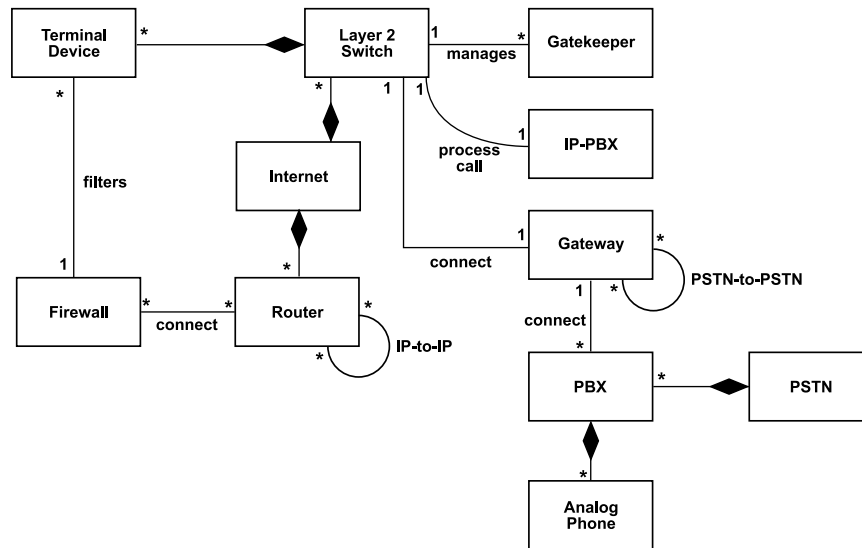 Terminal
Device
*
Layer 2
Switch
1
manages
*
Gatekeeper
*
*
1
1
process
call
1
IP-PBX
Internet
filters
1
connect
Gateway
*
*
PSTN-to-PSTN
1
Firewall
*
connect
*
*
Router
*
*
IP-to-IP
1
connect
*
PBX
*
PSTN
*
Analog
Phone